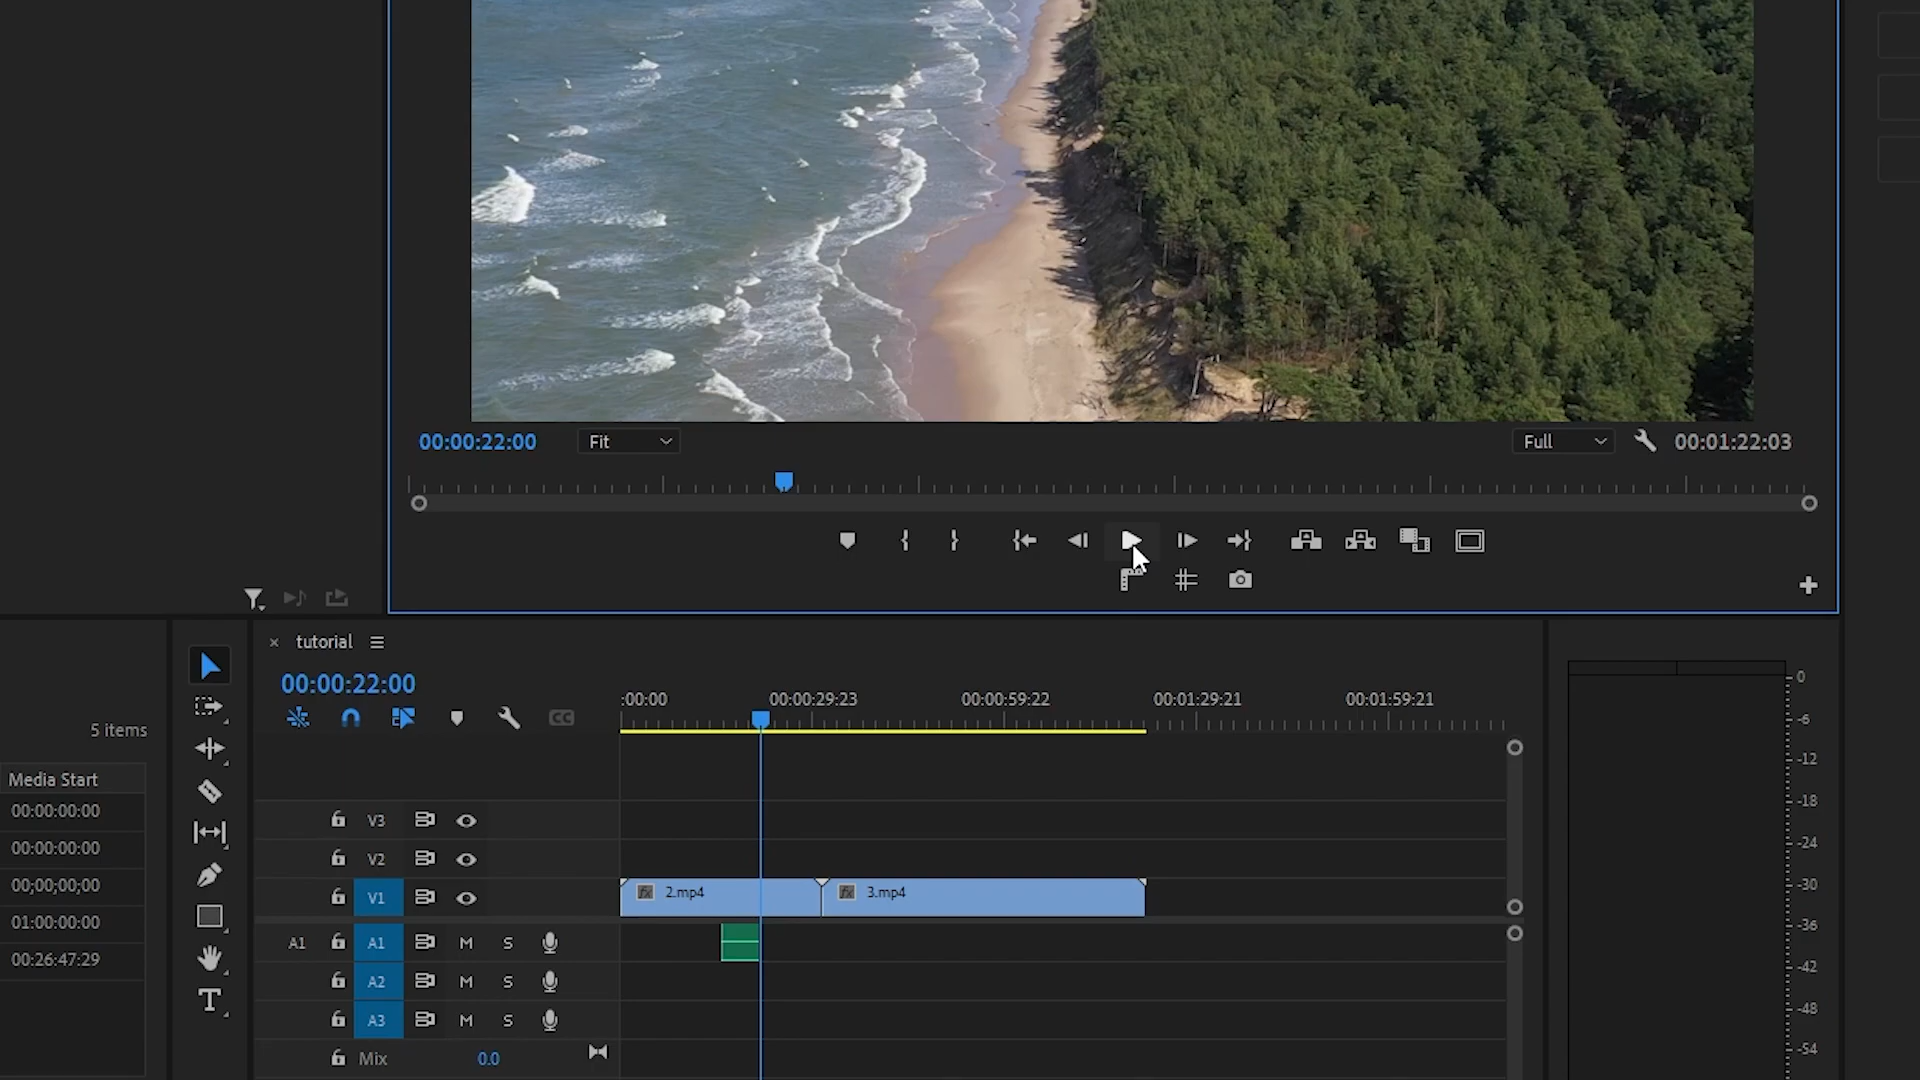 00:00:22:00 Fit Full 00:01:22:03
× tutorial
00:00:22:00
:00:00 00:00:29:23 00:00:59:22 00:01:29:21 00:01:59:21
CC
5 items
Media Start
00:00:00:00
00:00:00:00
00;00;00;00
01:00:00:00
00:26:47:29
V3
V2
V1 fx 2.mp4 fx 3.mp4
A1 A1 M S
A2 M S
A3 M S
Mix 0.0
T
0
-6
-12
-18
-24
-30
-36
-42
-48
-54